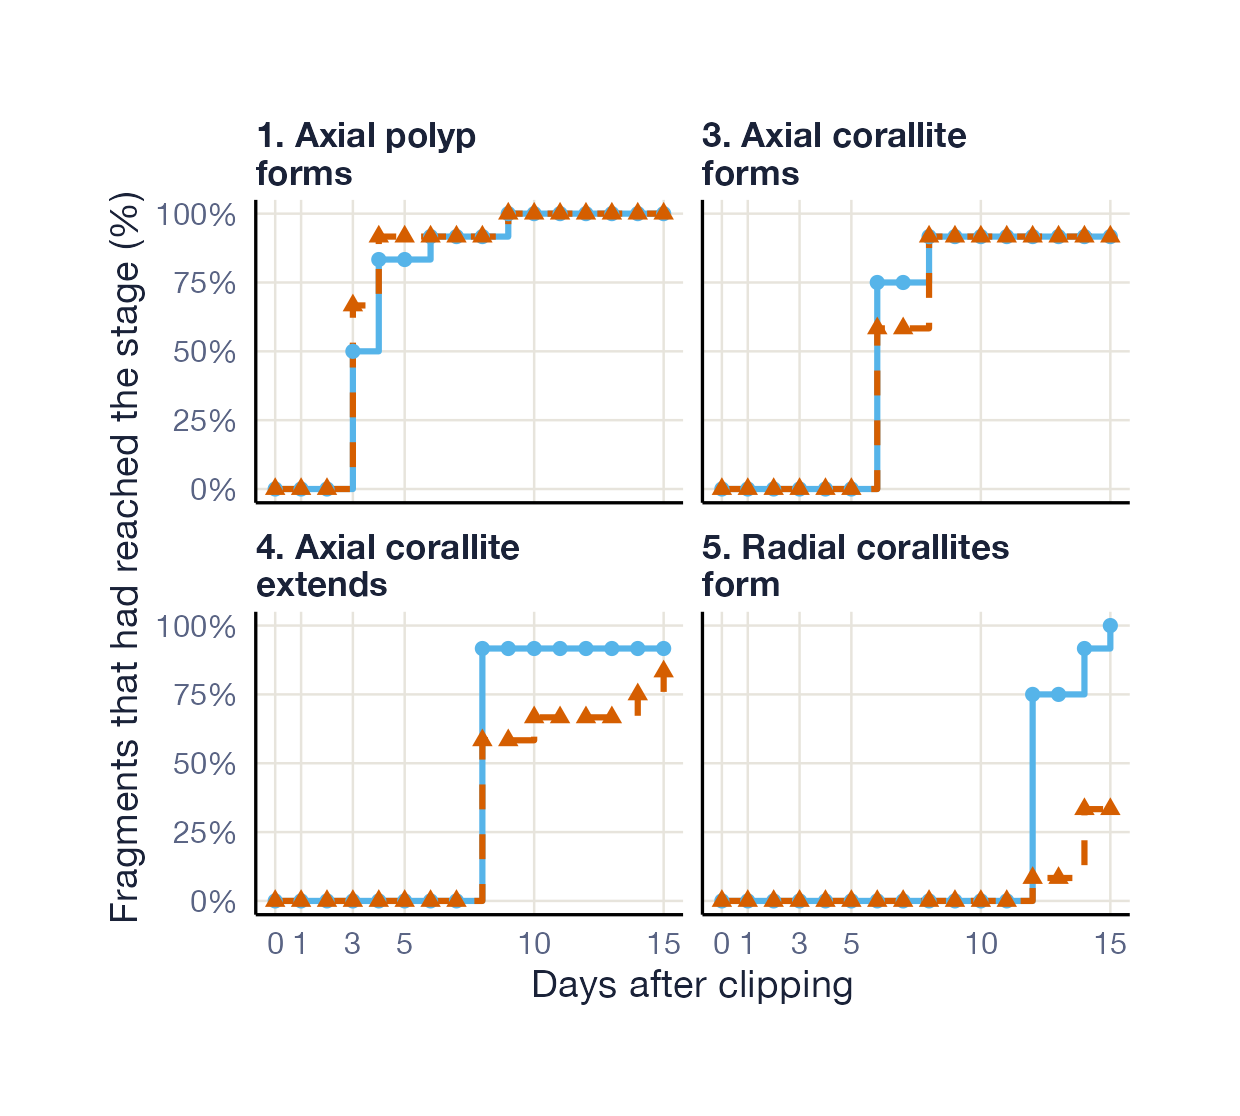 1. Axial polyp
forms
3. Axial corallite
forms
Fragments that had reached the stage (%)
100%
75%
50%
25%
0%
4. Axial corallite
extends
5. Radial corallites
form
100%
75%
50%
25%
0%
0 1 3 5 10 15
0 1 3 5 10 15
Days after clipping